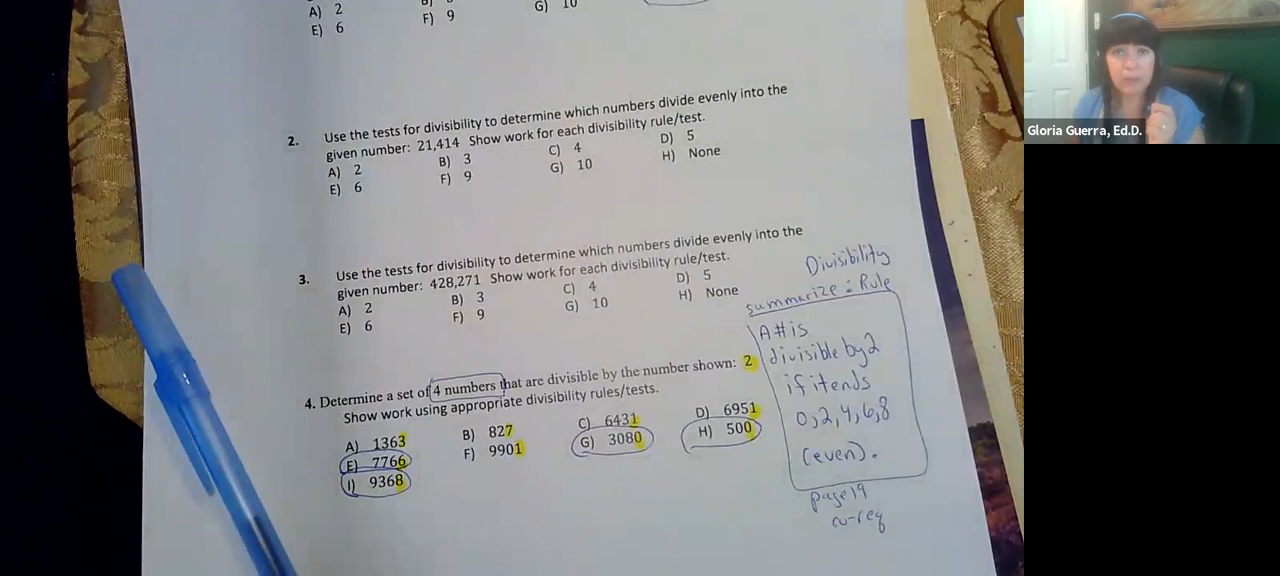 A) 2
F) 9
G) 10
E) 6
2. Use the tests for divisibility to determine which numbers divide evenly into the
given number: 21,414 Show work for each divisibility rule/test.
A) 2 B) 3 C) 4 D) 5
E) 6 F) 9 G) 10 H) None
3. Use the tests for divisibility to determine which numbers divide evenly into the
given number: 428,271 Show work for each divisibility rule/test.
A) 2 B) 3 C) 4 D) 5
E) 6 F) 9 G) 10 H) None
4. Determine a set of 4 numbers that are divisible by the number shown: 2
Show work using appropriate divisibility rules/tests.
A) 1363 B) 827 C) 6431 D) 6951
E) 7766 F) 9901 G) 3080 H) 500
I) 9368
Divisibility
summarize : Rule
A # is
divisible by 2
if it ends
0,2,4,6,8
(even).
page 19
Gloria Guerra, Ed.D.